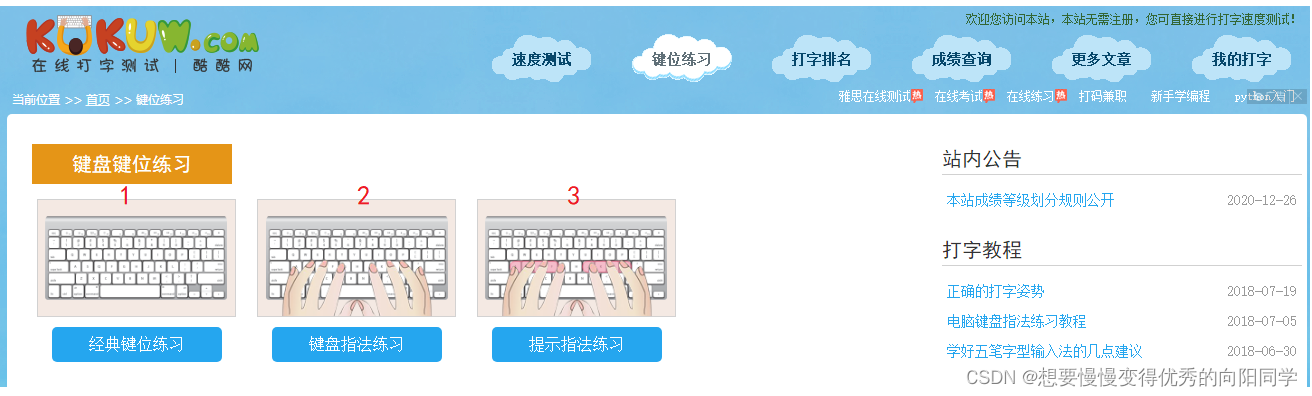 欢迎您访问本站，本站无需注册，您可直接进行打字速度测试！
KUKUW.COM
在线打字测试 | 酷酷网
速度测试
键位练习
打字排名
成绩查询
更多文章
我的打字
当前位置 >> 首页 >> 键位练习
雅思在线测试热 在线考试热 在线练习热 打码兼职 新手学编程
键盘键位练习
1 2 3
经典键位练习
键盘指法练习
提示指法练习
站内公告
本站成绩等级划分规则公开 2020-12-26
打字教程
正确的打字姿势 2018-07-19
电脑键盘指法练习教程 2018-07-05
学好五笔字型输入法的几点建议 2018-06-30
CSDN @想要慢慢变得优秀的向阳同学